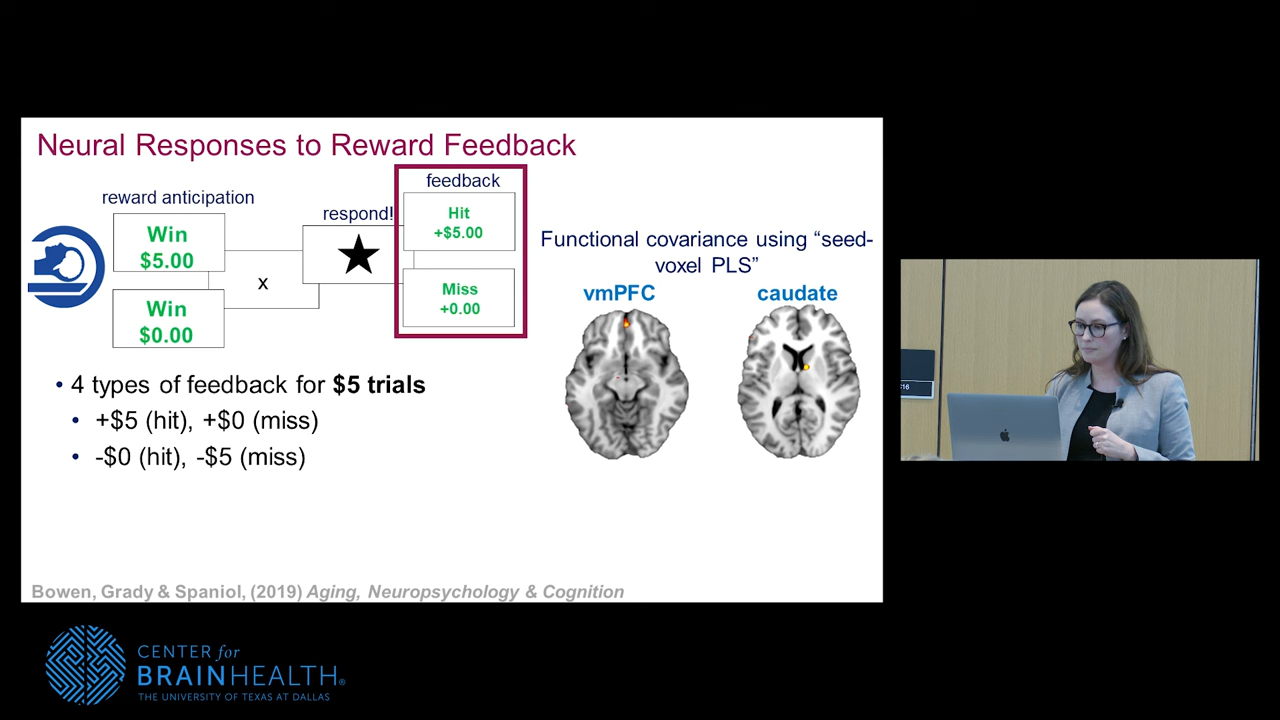 Neural Responses to Reward Feedback
reward anticipation
Win
$5.00
x
Win
$0.00
respond!
feedback
Hit
+$5.00
Miss
+0.00
Functional covariance using “seed-
voxel PLS”
vmPFC
caudate
• 4 types of feedback for $5 trials
• +$5 (hit), +$0 (miss)
• -$0 (hit), -$5 (miss)
Bowen, Grady & Spaniol, (2019) Aging, Neuropsychology & Cognition
CENTER for
BRAINHEALTH®
THE UNIVERSITY OF TEXAS AT DALLAS